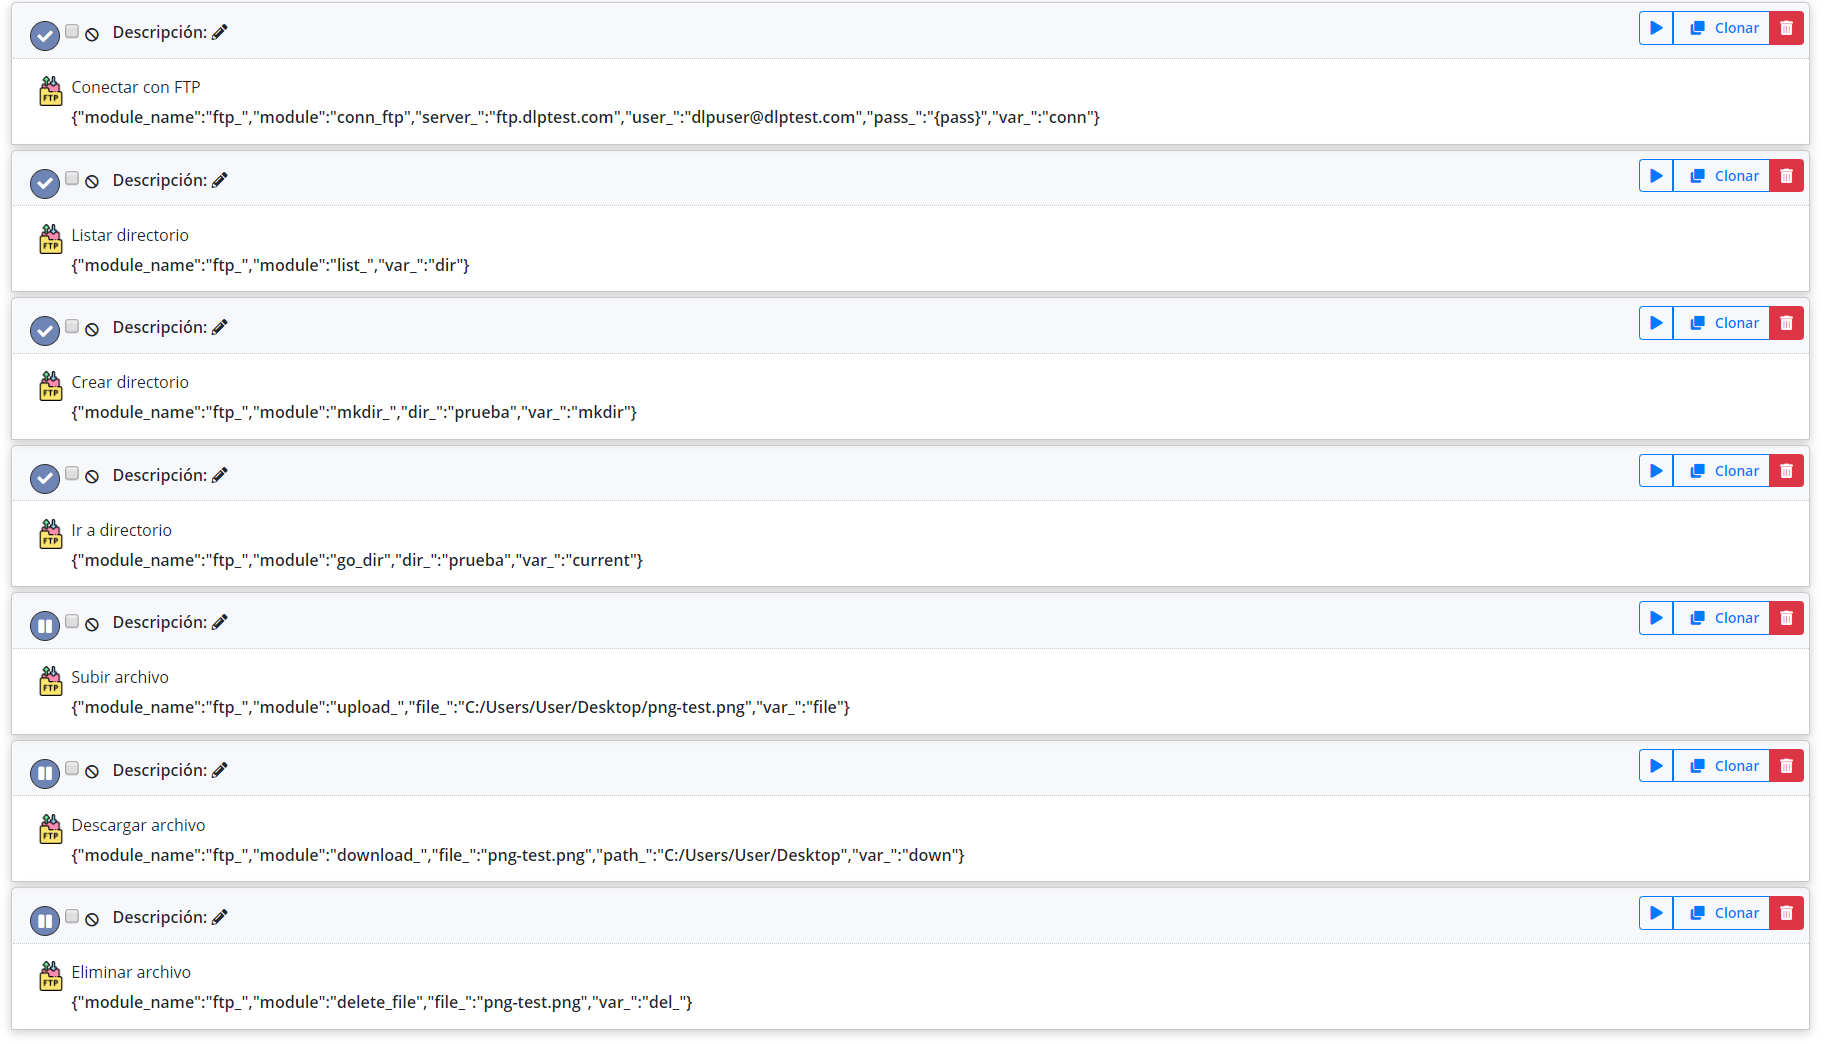 Descripción:
Clonar
FTP
Conectar con FTP
{"module_name":"ftp_","module":"conn_ftp","server_":"ftp.dlptest.com","user_":"dlpuser@dlptest.com","pass_":"{pass}","var_":"conn"}
Descripción:
Clonar
FTP
Listar directorio
{"module_name":"ftp_","module":"list_","var_":"dir"}
Descripción:
Clonar
FTP
Crear directorio
{"module_name":"ftp_","module":"mkdir_","dir_":"prueba","var_":"mkdir"}
Descripción:
Clonar
FTP
Ir a directorio
{"module_name":"ftp_","module":"go_dir","dir_":"prueba","var_":"current"}
Descripción:
Clonar
FTP
Subir archivo
{"module_name":"ftp_","module":"upload_","file_":"C:/Users/User/Desktop/png-test.png","var_":"file"}
Descripción:
Clonar
FTP
Descargar archivo
{"module_name":"ftp_","module":"download_","file_":"png-test.png","path_":"C:/Users/User/Desktop","var_":"down"}
Descripción:
Clonar
FTP
Eliminar archivo
{"module_name":"ftp_","module":"delete_file","file_":"png-test.png","var_":"del_"}